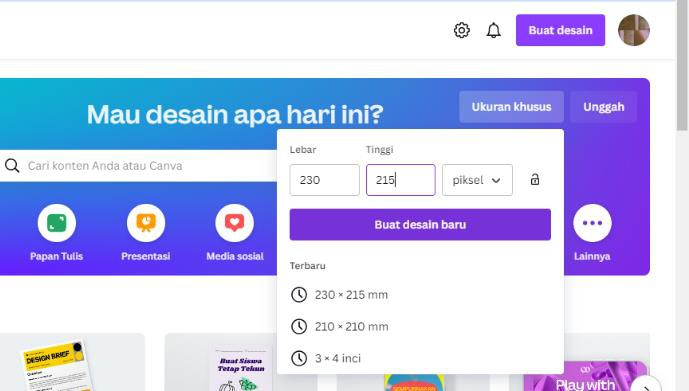 Buat desain
Mau desain apa hari ini?
Ukuran khusus
Unggah
Lebar
Tinggi
230
215
piksel
Cari konten Anda atau Canva
Buat desain baru
Papan Tulis
Presentasi
Media sosial
Lainnya
Terbaru
230 × 215 mm
210 × 210 mm
3 × 4 inci
DESIGN BRIEF
Buat Siswa
Tetap Tekun
Play with